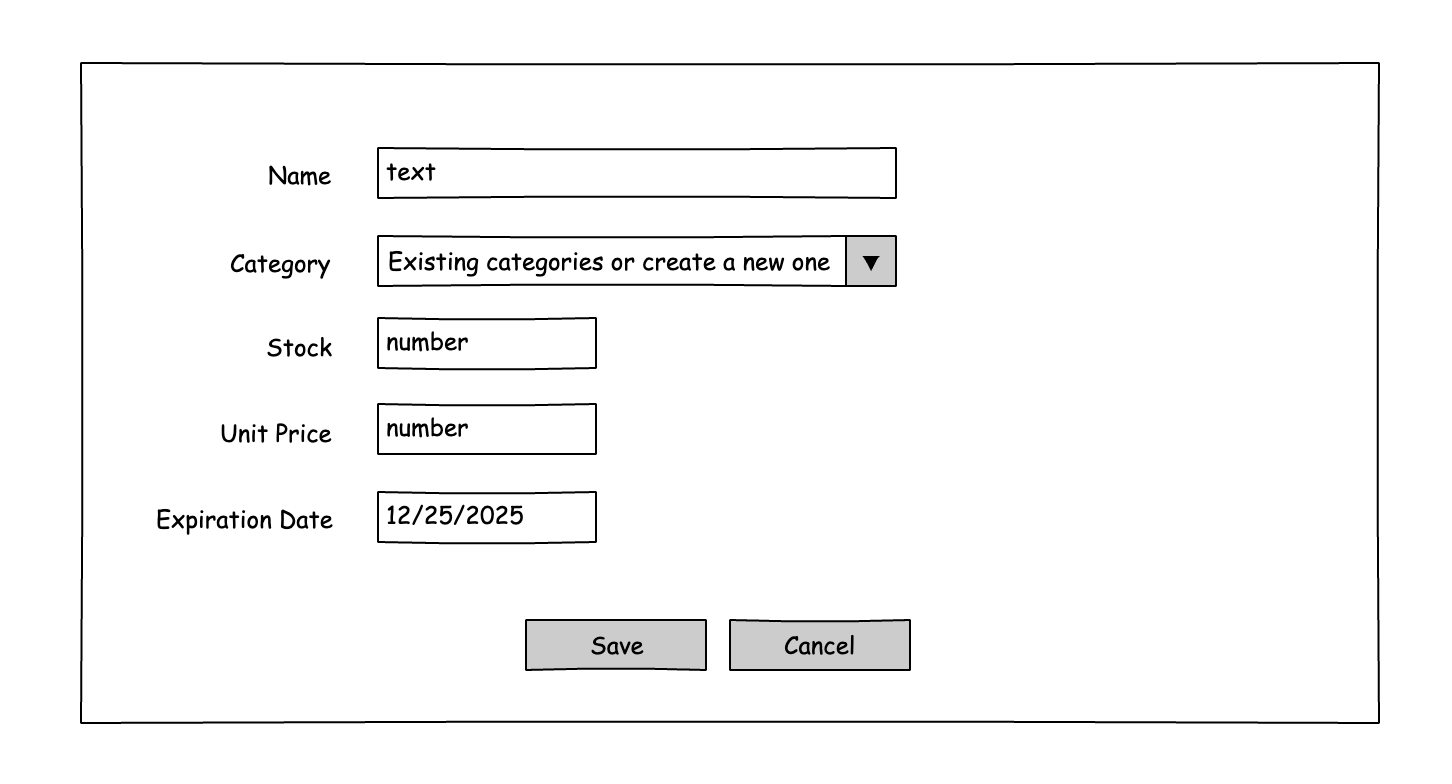 Name text
Category Existing categories or create a new one ▼
Stock number
Unit Price number
Expiration Date 12/25/2025
Save Cancel